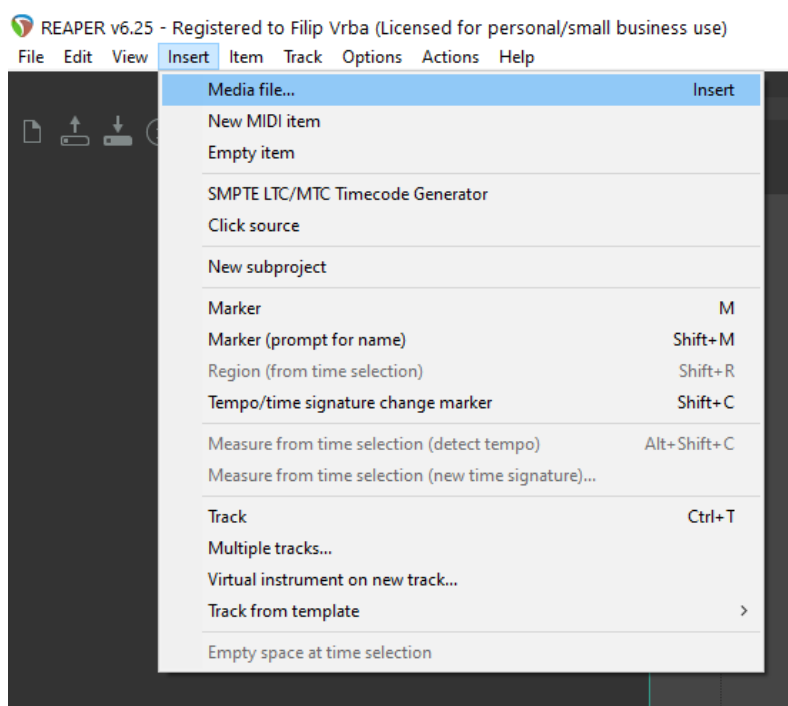 REAPER v6.25 - Registered to Filip Vrba (Licensed for personal/small business use)
File Edit View Insert Item Track Options Actions Help
Media file... Insert
New MIDI item
Empty item
SMPTE LTC/MTC Timecode Generator
Click source
New subproject
Marker M
Marker (prompt for name) Shift+M
Region (from time selection) Shift+R
Tempo/time signature change marker Shift+C
Measure from time selection (detect tempo) Alt+Shift+C
Measure from time selection (new time signature)...
Track Ctrl+T
Multiple tracks...
Virtual instrument on new track...
Track from template
Empty space at time selection